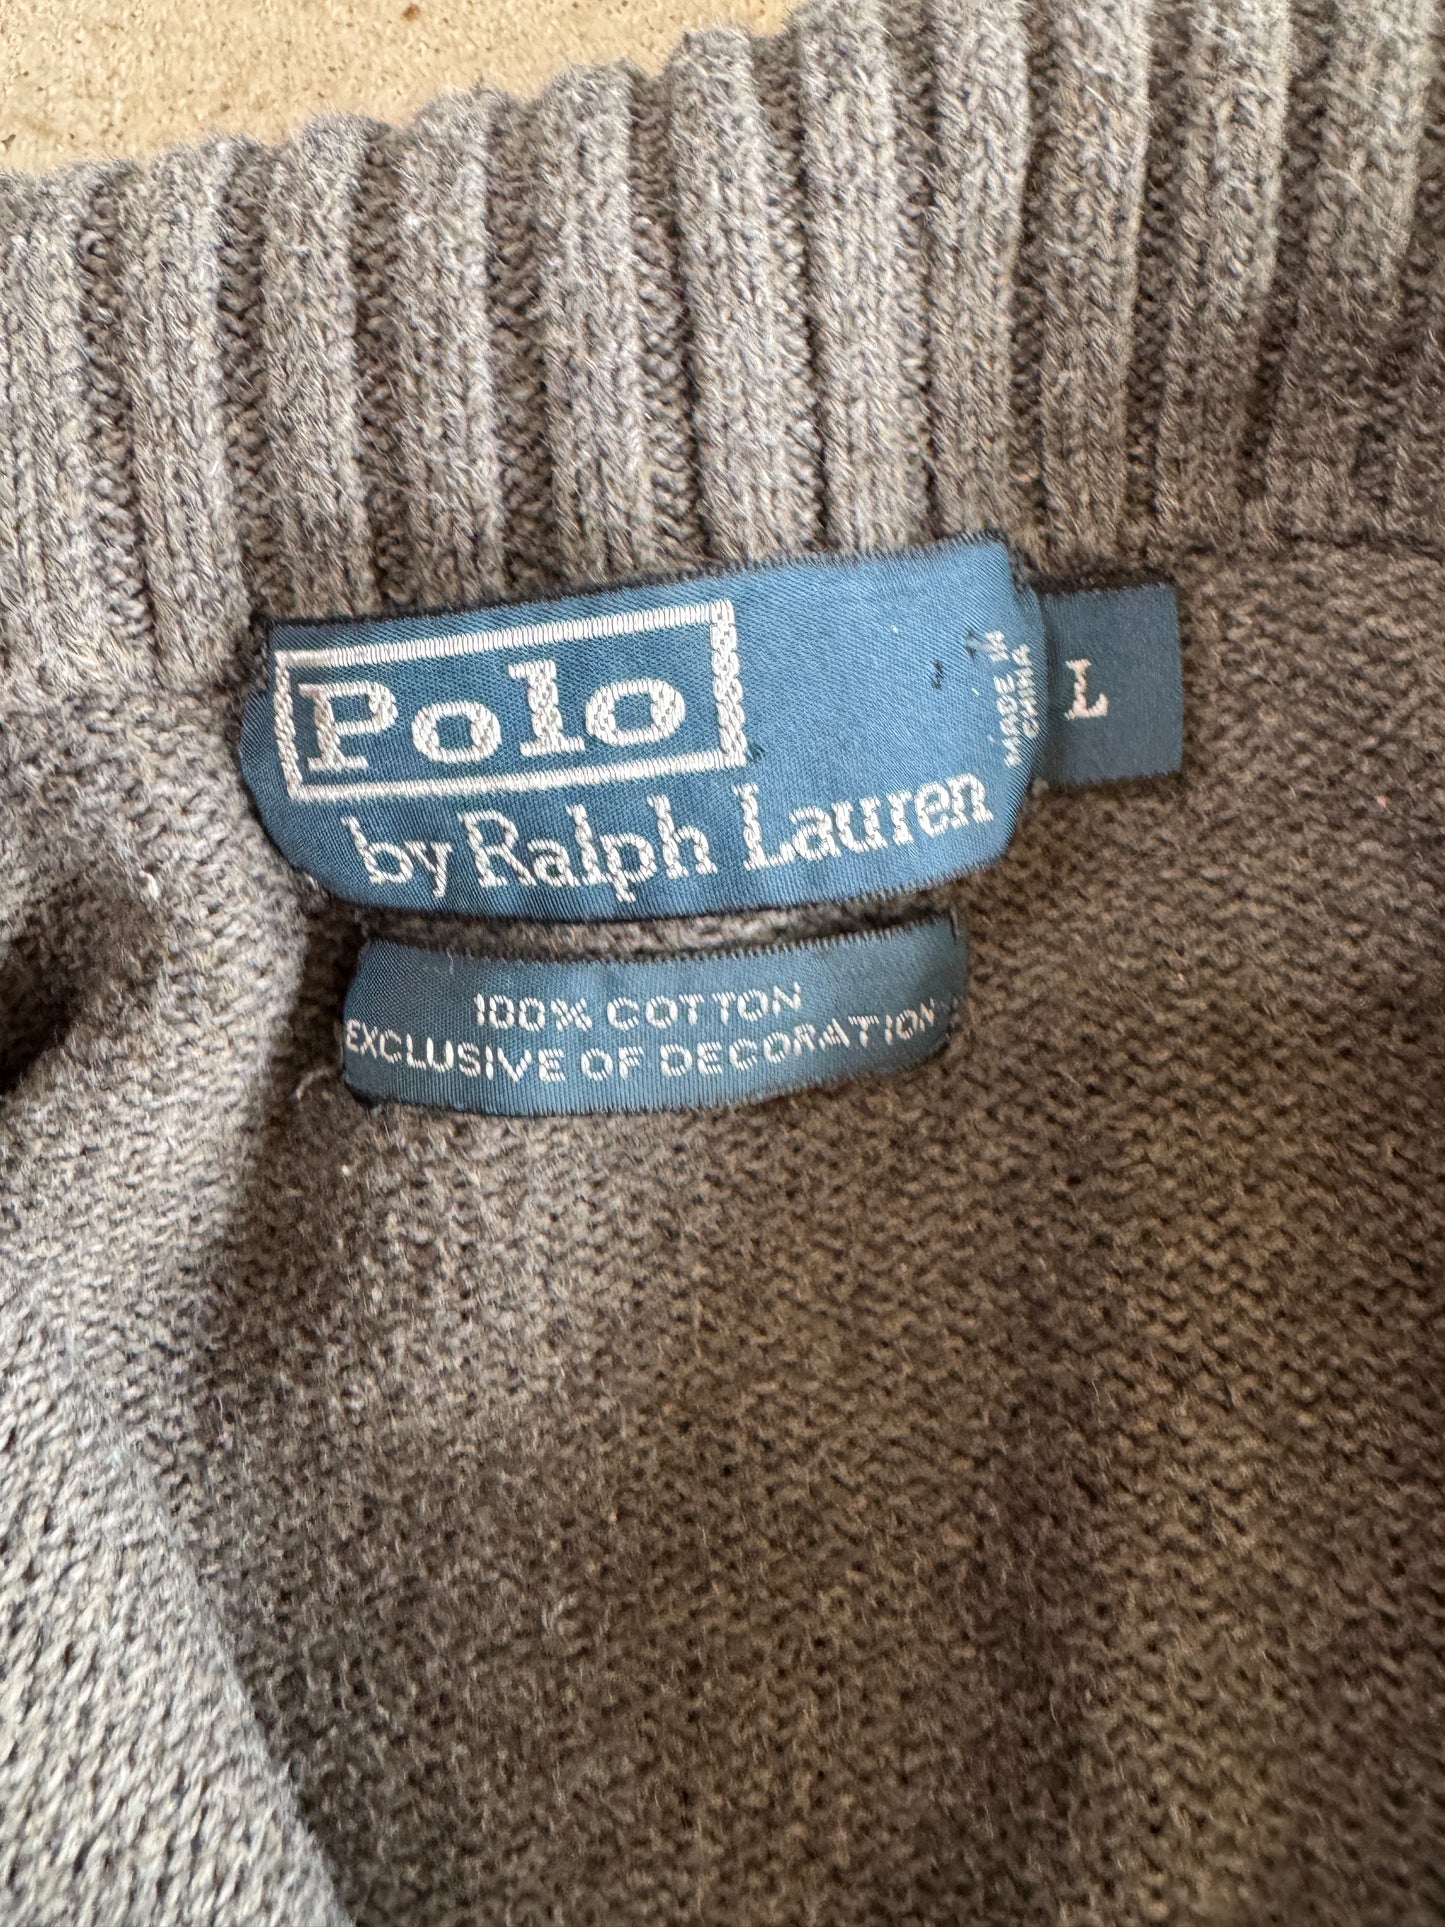 Polo
by Ralph Lauren
MADE IN
CHINA
L
100% COTTON
EXCLUSIVE OF DECORATION